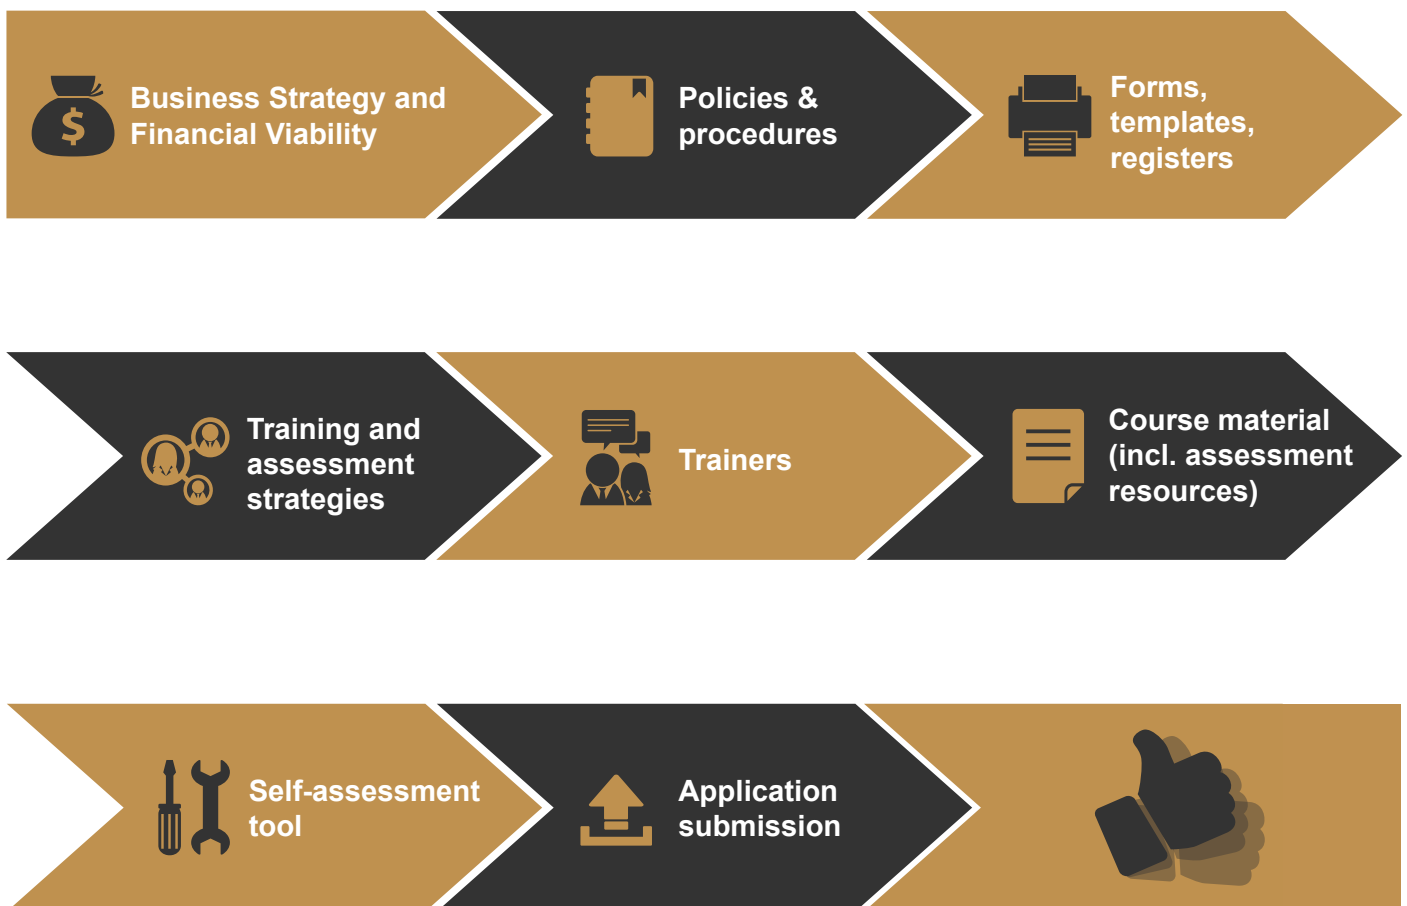 $
Business Strategy and
Financial Viability
Policies &
procedures
Forms,
templates,
registers
Training and
assessment
strategies
Trainers
Course material
(incl. assessment
resources)
Self-assessment
tool
Application
submission